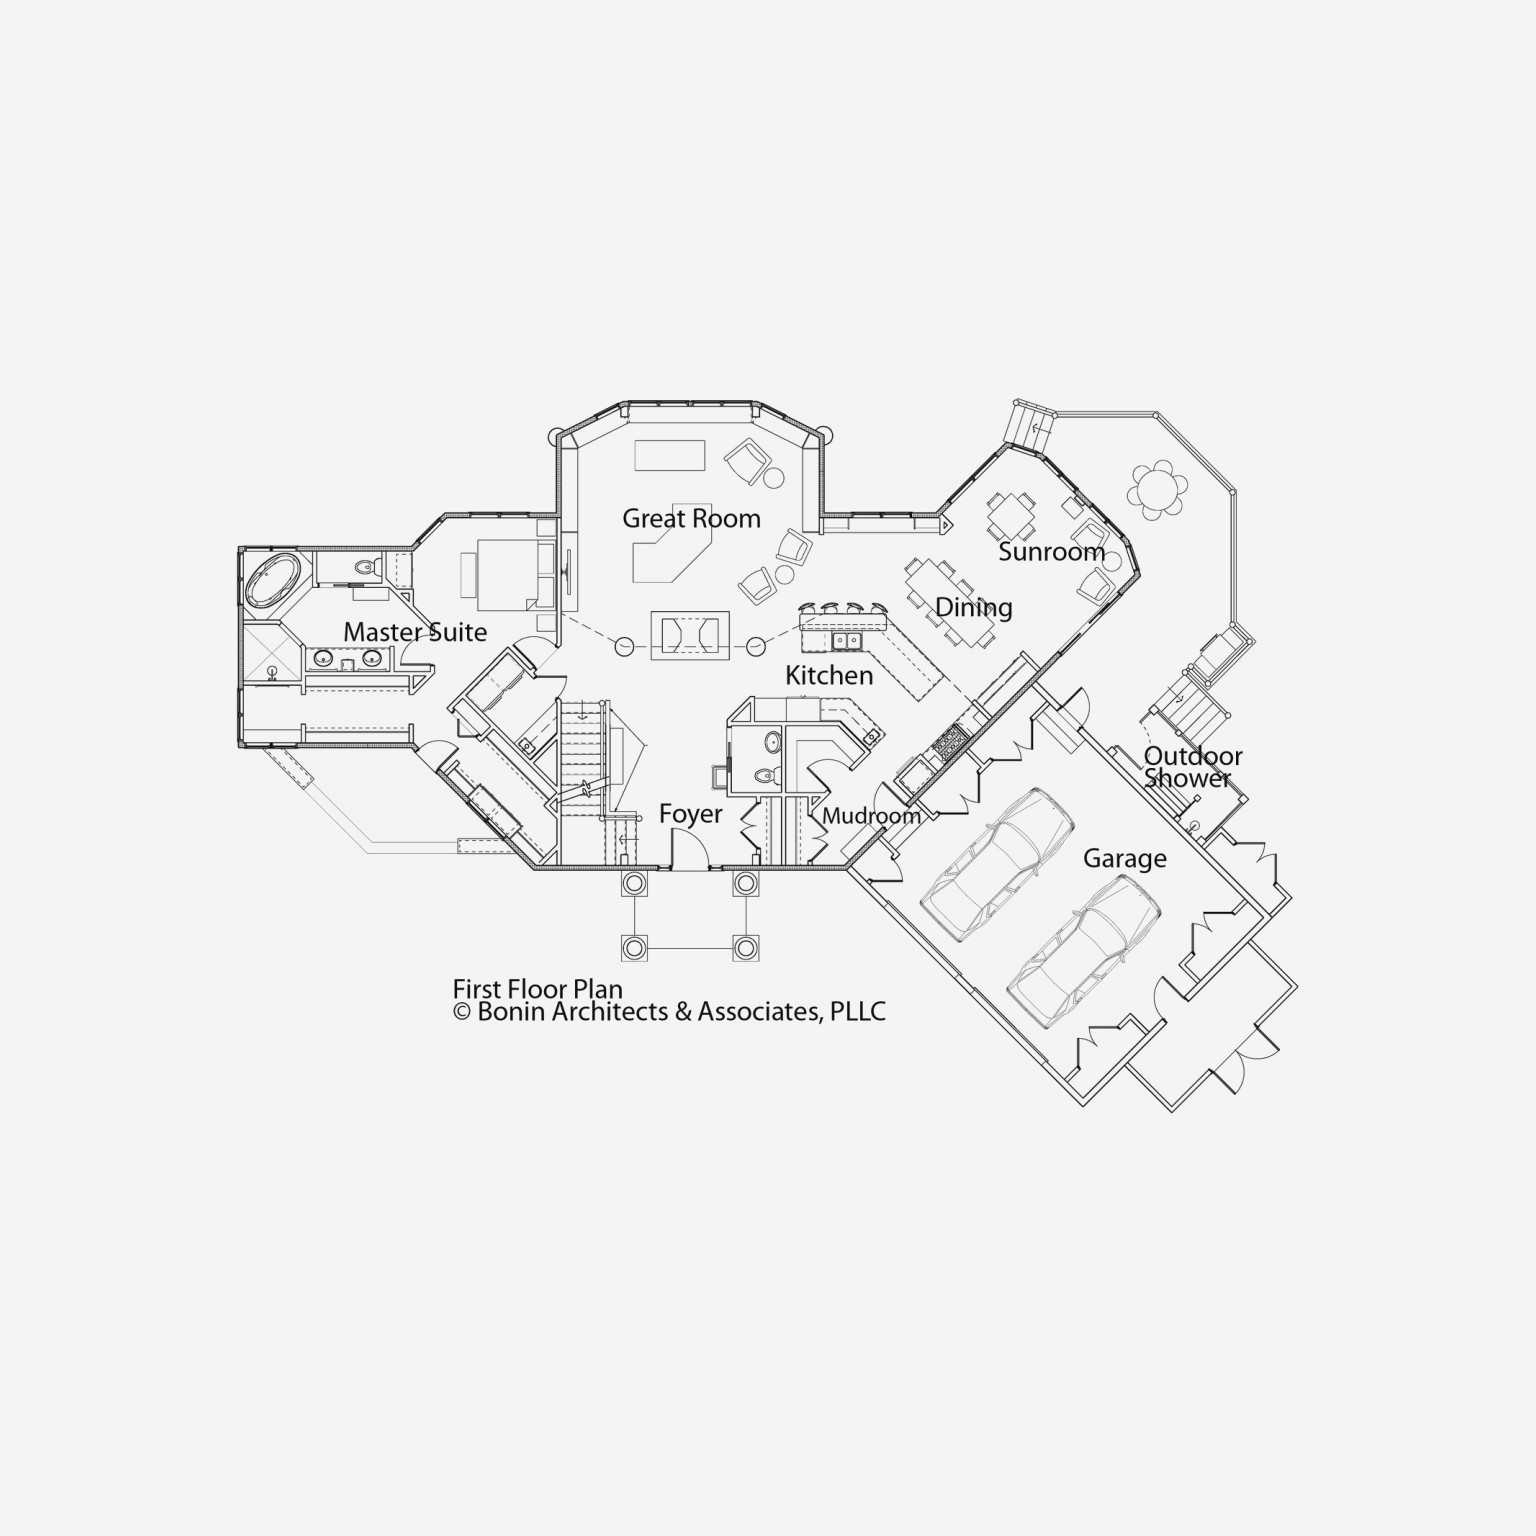 Great Room
Sunroom
Dining
Master Suite
Kitchen
Outdoor
Shower
Foyer
Mudroom
Garage
First Floor Plan
© Bonin Architects & Associates, PLLC